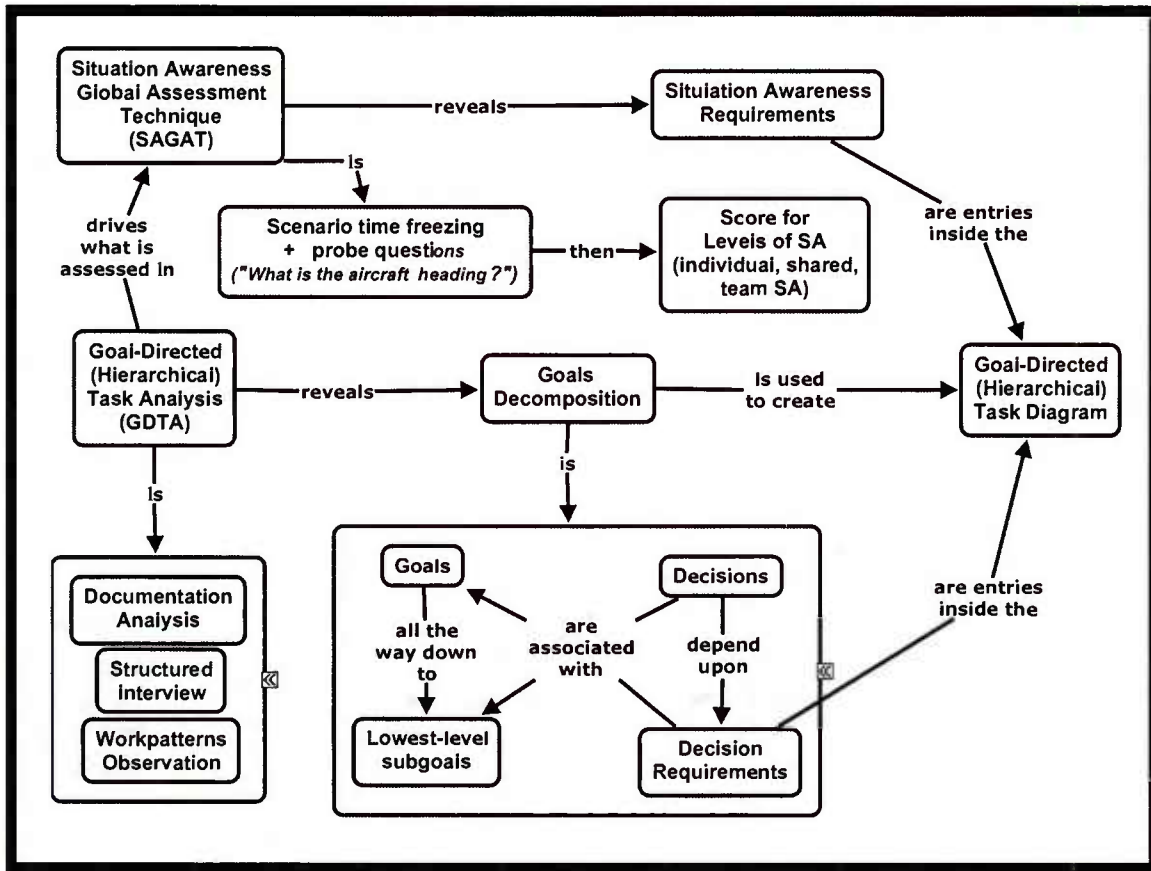 Situation Awareness
Global Assessment
Technique
(SAGAT)
reveals
Situiation Awareness
Requirements
is
drives
what is
assessed in
Scenario time freezing
+ probe questions
("What is the aircraft heading?")
then
Score for
Levels of SA
(individual, shared,
team SA)
are entries
inside the
Goal-Directed
(Hierarchical)
Task Analysis
(GDTA)
reveals
Goals
Decomposition
Is used
to create
Goal-Directed
(Hierarchical)
Task Diagram
is
is
Documentation
Analysis
Structured
interview
Workpatterns
Observation
Goals
Decisions
all the
way down
to
are
associated
with
depend
upon
Lowest-level
subgoals
Decision
Requirements
are entries
inside the